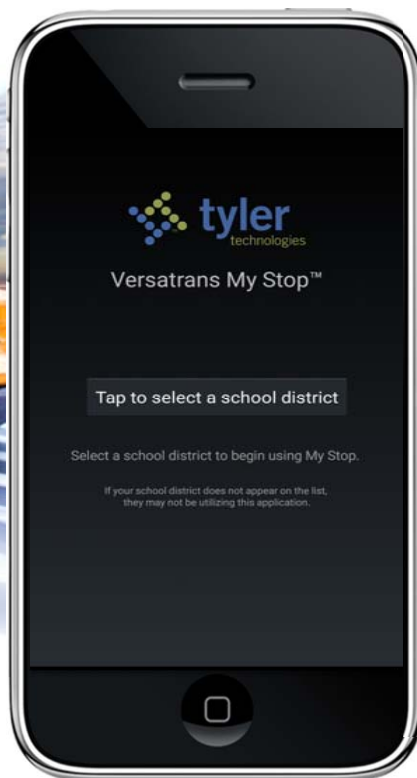 tyler
technologies
Versatrans My Stop™
Tap to select a school district
Select a school district to begin using My Stop.
If your school district does not appear on the list,
they may not be utilizing this application.